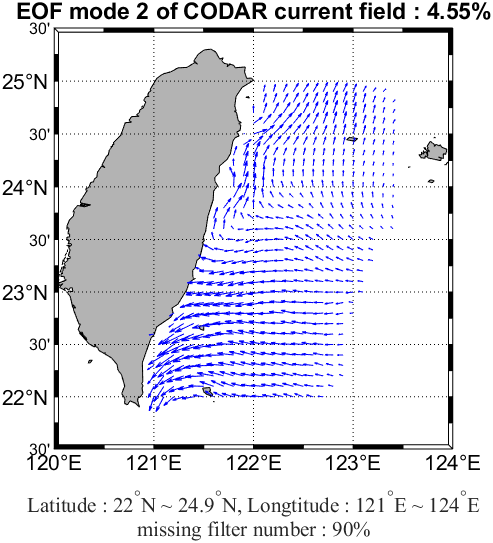 EOF mode 2 of CODAR current field : 4.55%
30'
25°N
30'
24°N
30'
23°N
30'
22°N
30'
120°E 121°E 122°E 123°E 124°E
Latitude : 22°N ~ 24.9°N, Longtitude : 121°E ~ 124°E
missing filter number : 90%